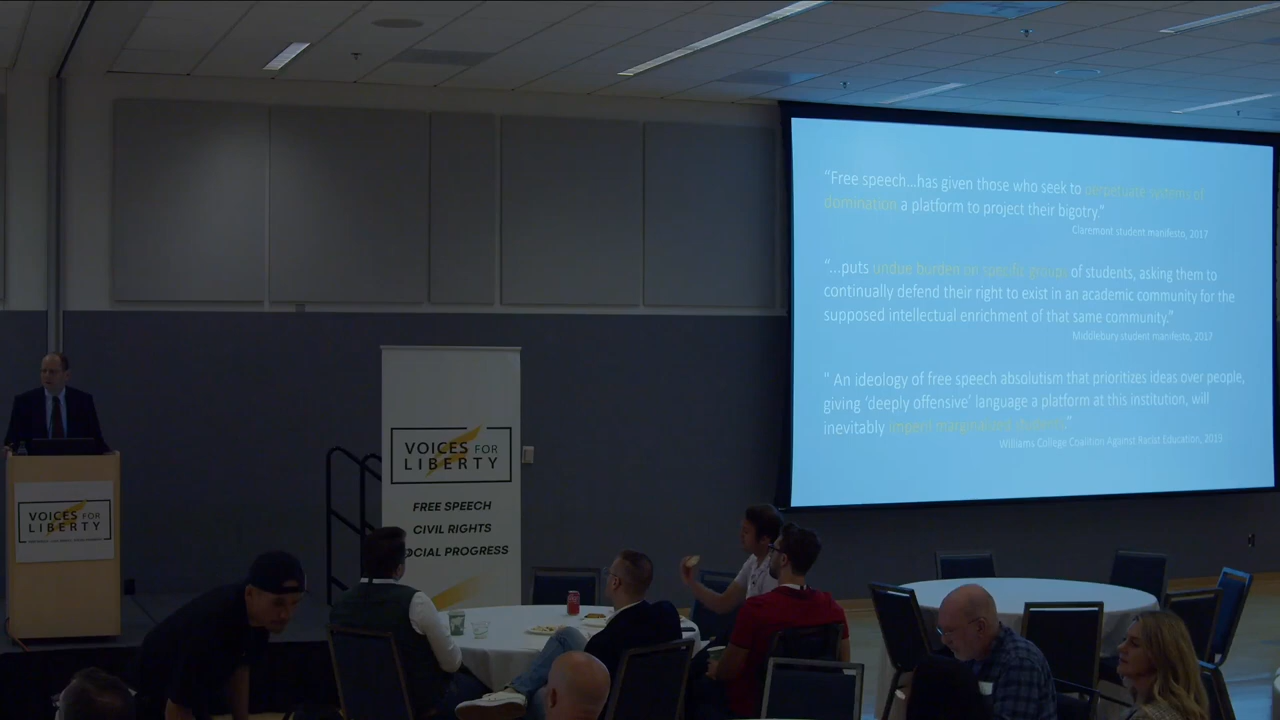 “Free speech...has given those who seek to perpetuate systems of
domination a platform to project their bigotry.”
Claremont student manifesto, 2017
“...puts undue burden on specific groups of students, asking them to
continually defend their right to exist in an academic community for the
supposed intellectual enrichment of that same community.”
Middlebury student manifesto, 2017
“ An ideology of free speech absolutism that prioritizes ideas over people,
giving ‘deeply offensive’ language a platform at this institution, will
inevitably imperil marginalized students.”
Williams College Coalition Against Racist Education, 2019
VOICES FOR
LIBERTY
FREE SPEECH
CIVIL RIGHTS
SOCIAL PROGRESS
VOICES FOR
LIBERTY